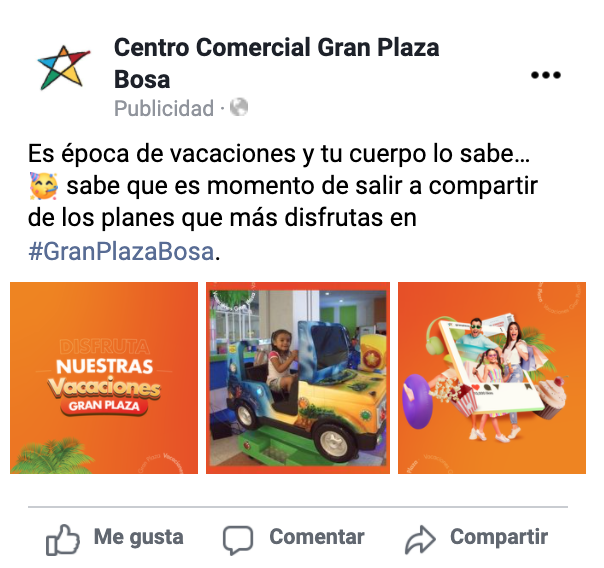 Centro Comercial Gran Plaza
Bosa
Publicidad ·
Es época de vacaciones y tu cuerpo lo sabe...
🥳 sabe que es momento de salir a compartir
de los planes que más disfrutas en
#GranPlazaBosa.
DISFRUTA
NUESTRAS
Vacaciones
GRAN PLAZA
Me gusta
Comentar
Compartir